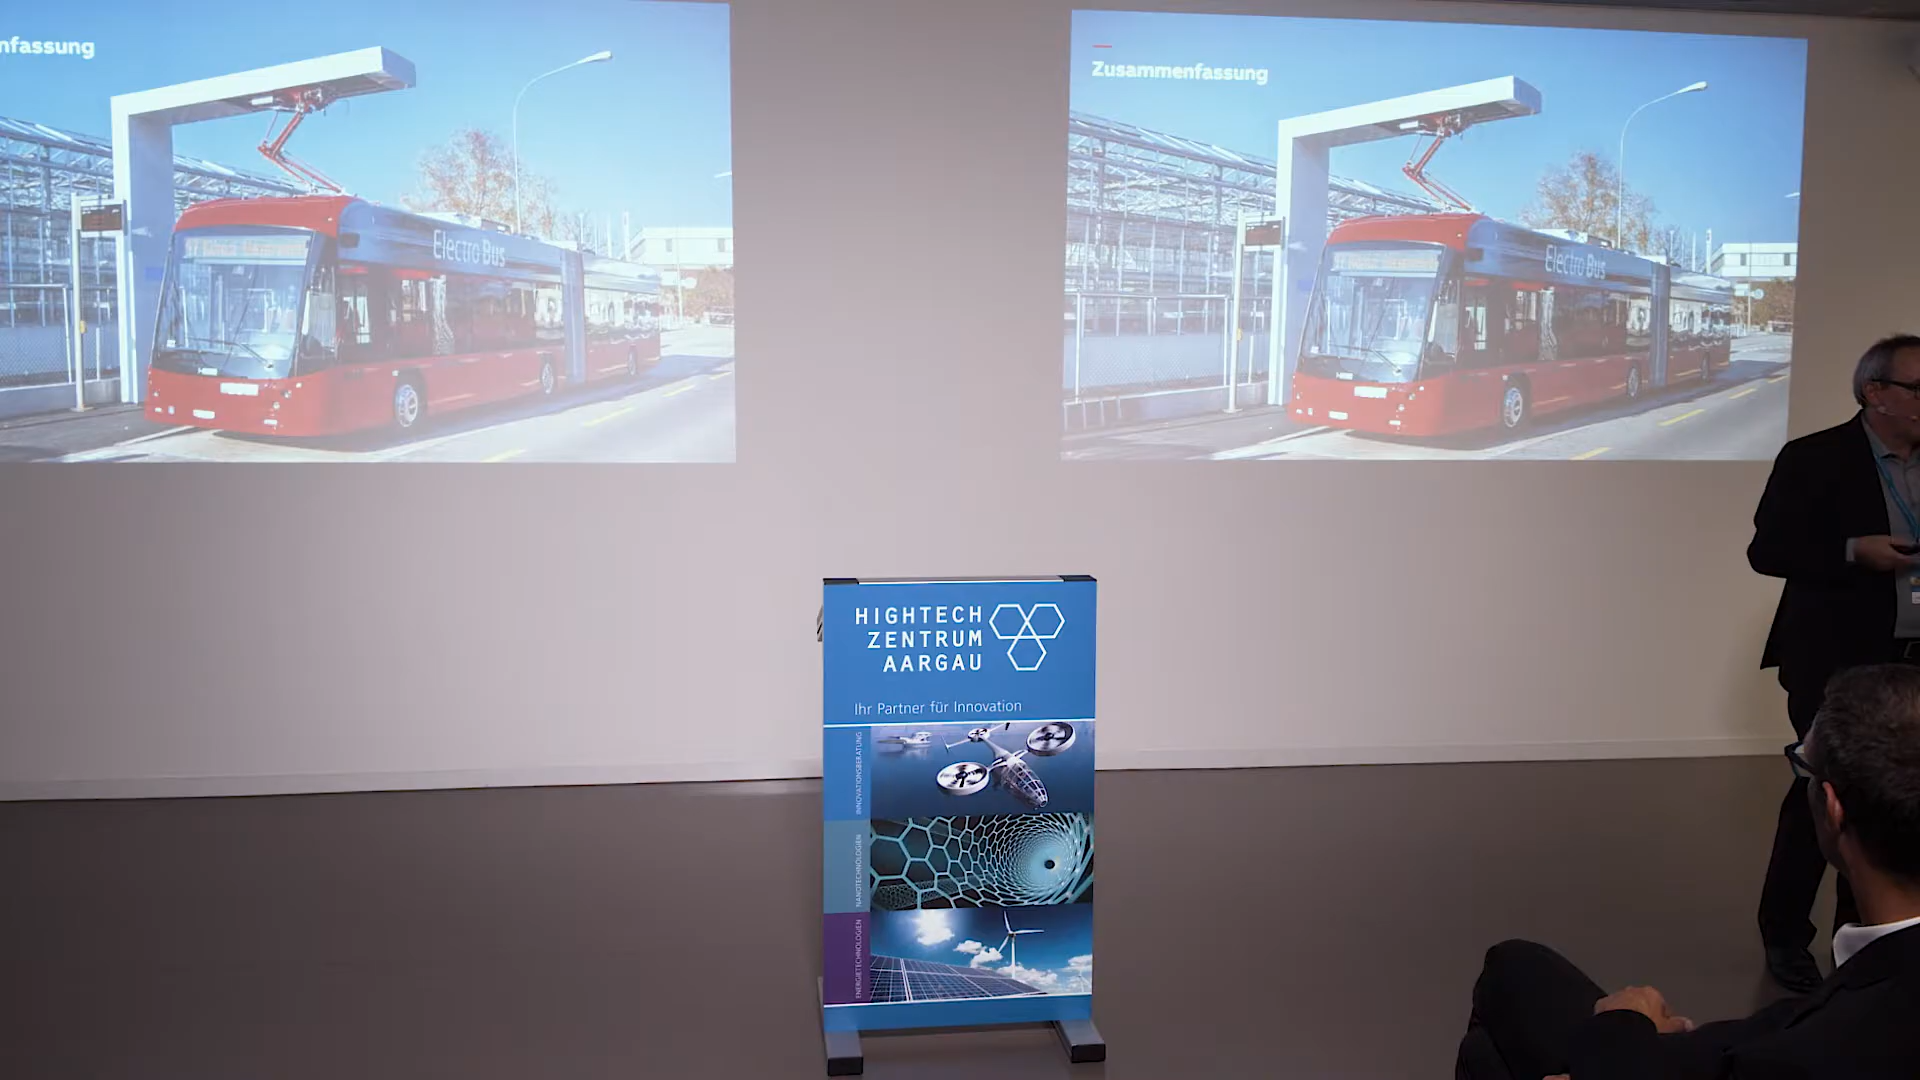 nfassung
Electro Bus
Zusammenfassung
Electro Bus
HIGHTECH
ZENTRUM
AARGAU
Ihr Partner für Innovation
INNOVATIONSBERATUNG
NANOTECHNOLOGIEN
ENERGIETECHNOLOGIEN